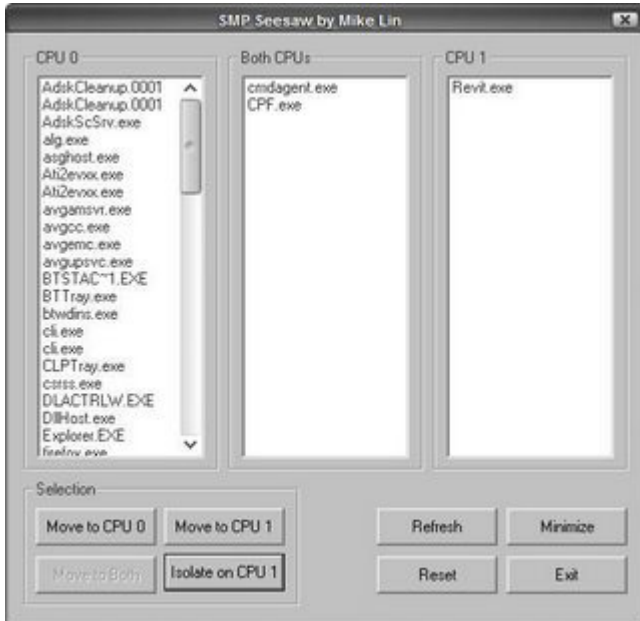 SMP Seesaw by Mike Lin
CPU 0
AdskCleanup.0001
AdskCleanup.0001
AdskScSrv.exe
alg.exe
asghost.exe
Ati2evxx.exe
Ati2evxx.exe
avgamsvr.exe
avgcc.exe
avgemc.exe
avgupsvc.exe
BTSTAC~1.EXE
BTTray.exe
btwdins.exe
cli.exe
cli.exe
CLPTray.exe
csrss.exe
DLACTRLW.EXE
DllHost.exe
Explorer.EXE
firefox.exe
Both CPUs
cmdagent.exe
CPF.exe
CPU 1
Revit.exe
Selection
Move to CPU 0
Move to CPU 1
Move to Both
Isolate on CPU 1
Refresh
Minimize
Reset
Exit